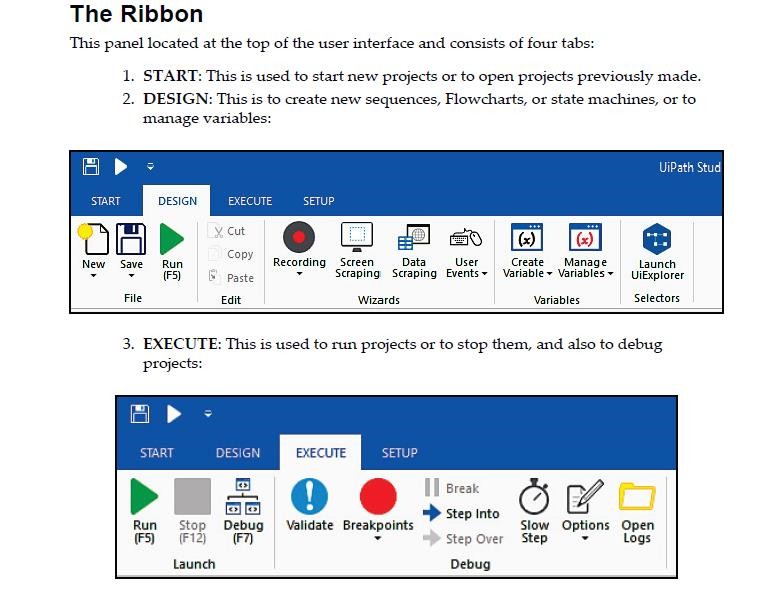 The Ribbon
This panel located at the top of the user interface and consists of four tabs:
1. START: This is used to start new projects or to open projects previously made.
2. DESIGN: This is to create new sequences, Flowcharts, or state machines, or to
manage variables:
UiPath Stud
START DESIGN EXECUTE SETUP
New Save Run (F5)
File
Cut
Copy
Paste
Edit
Recording Screen Scraping Data Scraping User Events
Wizards
(x) (x)
Create Variable Manage Variables
Variables
Launch UiExplorer
Selectors
3. EXECUTE: This is used to run projects or to stop them, and also to debug
projects:
START DESIGN EXECUTE SETUP
Run (F5) Stop (F12) Debug (F7)
Launch
Validate Breakpoints
Break
Step Into
Step Over
Slow Step Options Open Logs
Debug